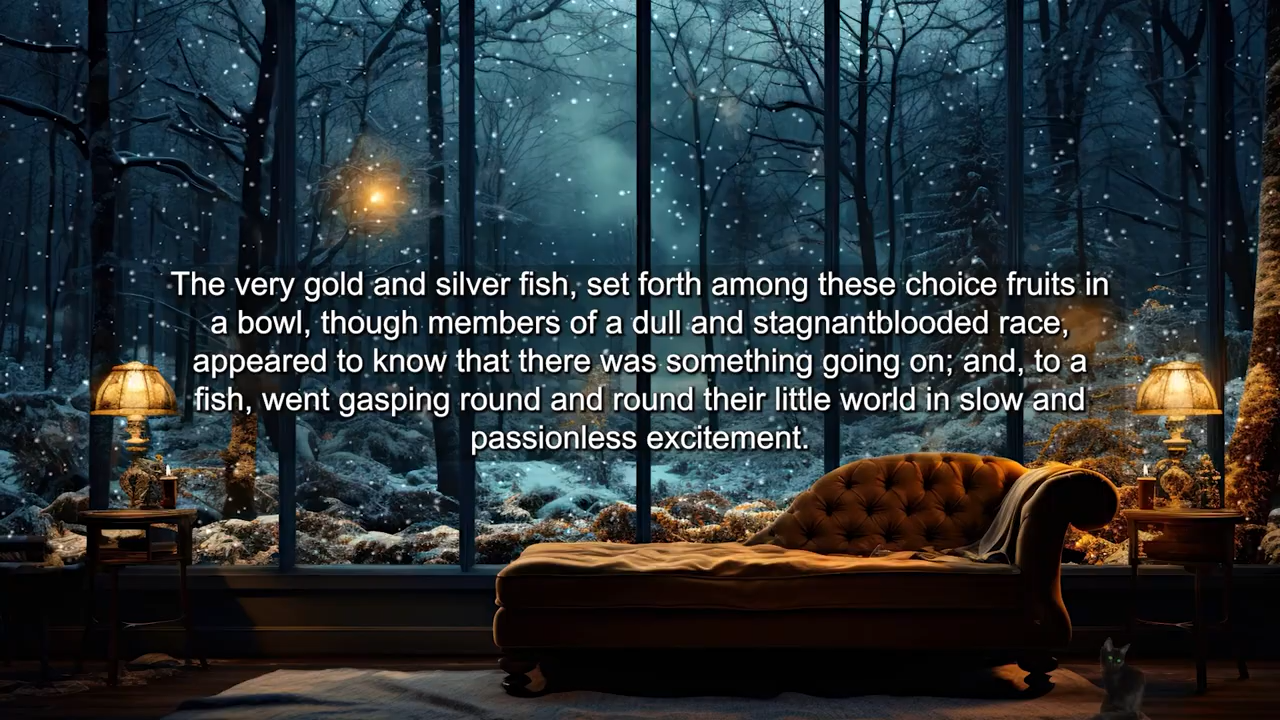 The very gold and silver fish, set forth among these choice fruits in
a bowl, though members of a dull and stagnantblooded race,
appeared to know that there was something going on; and, to a
fish, went gasping round and round their little world in slow and
passionless excitement.